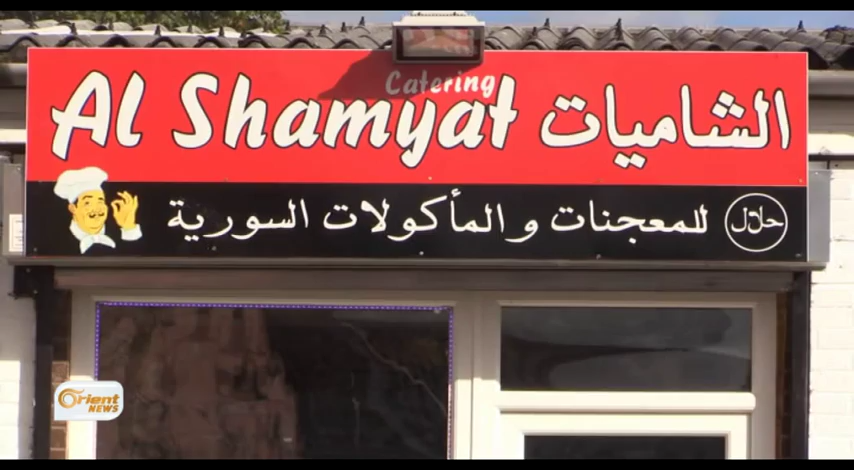 Catering
Al Shamyat الشاميات
للمعجنات والمأكولات السورية حلال
Orient
NEWS